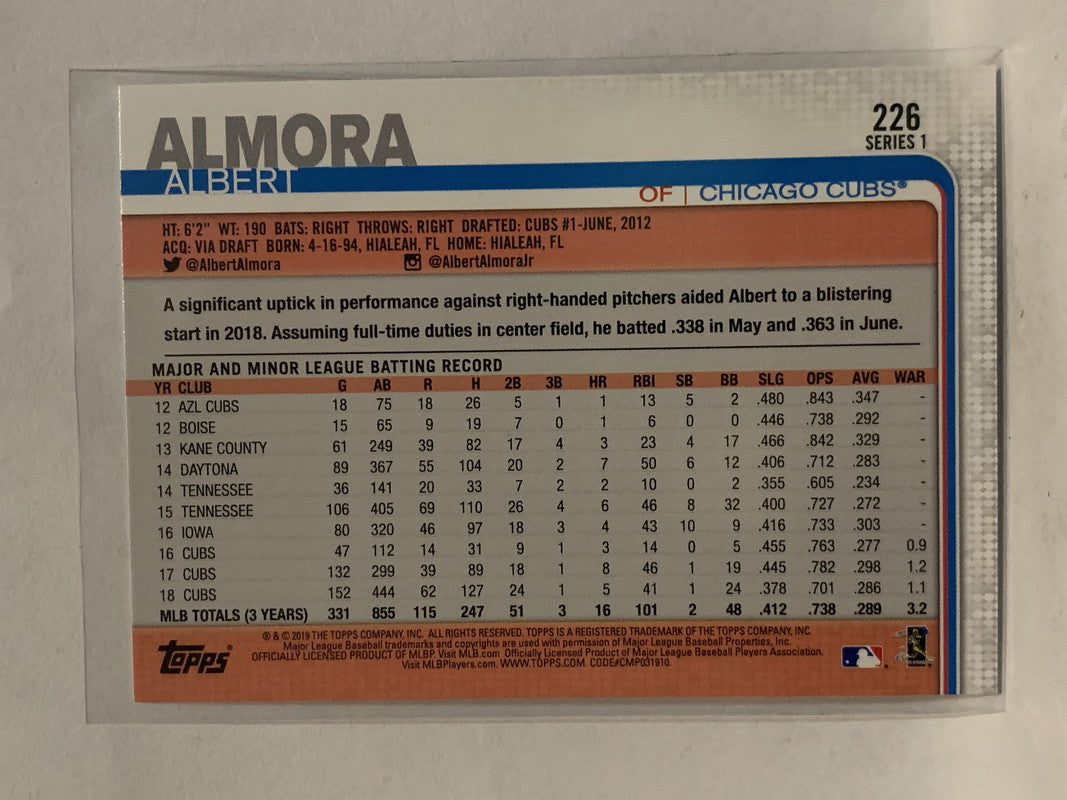 ALMORA
ALBERT
226
SERIES 1
OF | CHICAGO CUBS®
HT: 6'2" WT: 190 BATS: RIGHT THROWS: RIGHT DRAFTED: CUBS #1-JUNE, 2012
ACQ: VIA DRAFT BORN: 4-16-94, HIALEAH, FL HOME: HIALEAH, FL
@AlbertAlmora @AlbertAlmoraJr
A significant uptick in performance against right-handed pitchers aided Albert to a blistering
start in 2018. Assuming full-time duties in center field, he batted .338 in May and .363 in June.
MAJOR AND MINOR LEAGUE BATTING RECORD
YR CLUB G AB R H 2B 3B HR RBI SB BB SLG OPS AVG WAR
12 AZL CUBS 18 75 18 26 5 1 1 13 5 2 .480 .843 .347 -
12 BOISE 15 65 9 19 7 0 1 6 0 0 .446 .738 .292 -
13 KANE COUNTY 61 249 39 82 17 4 3 23 4 17 .466 .842 .329 -
14 DAYTONA 89 367 55 104 20 2 7 50 6 12 .406 .712 .283 -
14 TENNESSEE 36 141 20 33 7 2 2 10 0 2 .355 .605 .234 -
15 TENNESSEE 106 405 69 110 26 4 6 46 8 32 .400 .727 .272 -
16 IOWA 80 320 46 97 18 3 4 43 10 9 .416 .733 .303 -
16 CUBS 47 112 14 31 9 1 3 14 0 5 .455 .763 .277 0.9
17 CUBS 132 299 39 89 18 1 8 46 1 19 .445 .782 .298 1.2
18 CUBS 152 444 62 127 24 1 5 41 1 24 .378 .701 .286 1.1
MLB TOTALS (3 YEARS) 331 855 115 247 51 3 16 101 2 48 .412 .738 .289 3.2
Topps®
® & © 2019 THE TOPPS COMPANY, INC. ALL RIGHTS RESERVED. TOPPS IS A REGISTERED TRADEMARK OF THE TOPPS COMPANY, INC.
Major League Baseball trademarks and copyrights are used with permission of Major League Baseball Properties, Inc.
OFFICIALLY LICENSED PRODUCT OF MLBP. Visit MLB.com Officially Licensed Product of Major League Baseball Players Association.
Visit MLBPlayers.com. WWW.TOPPS.COM. CODE#CMP031910.